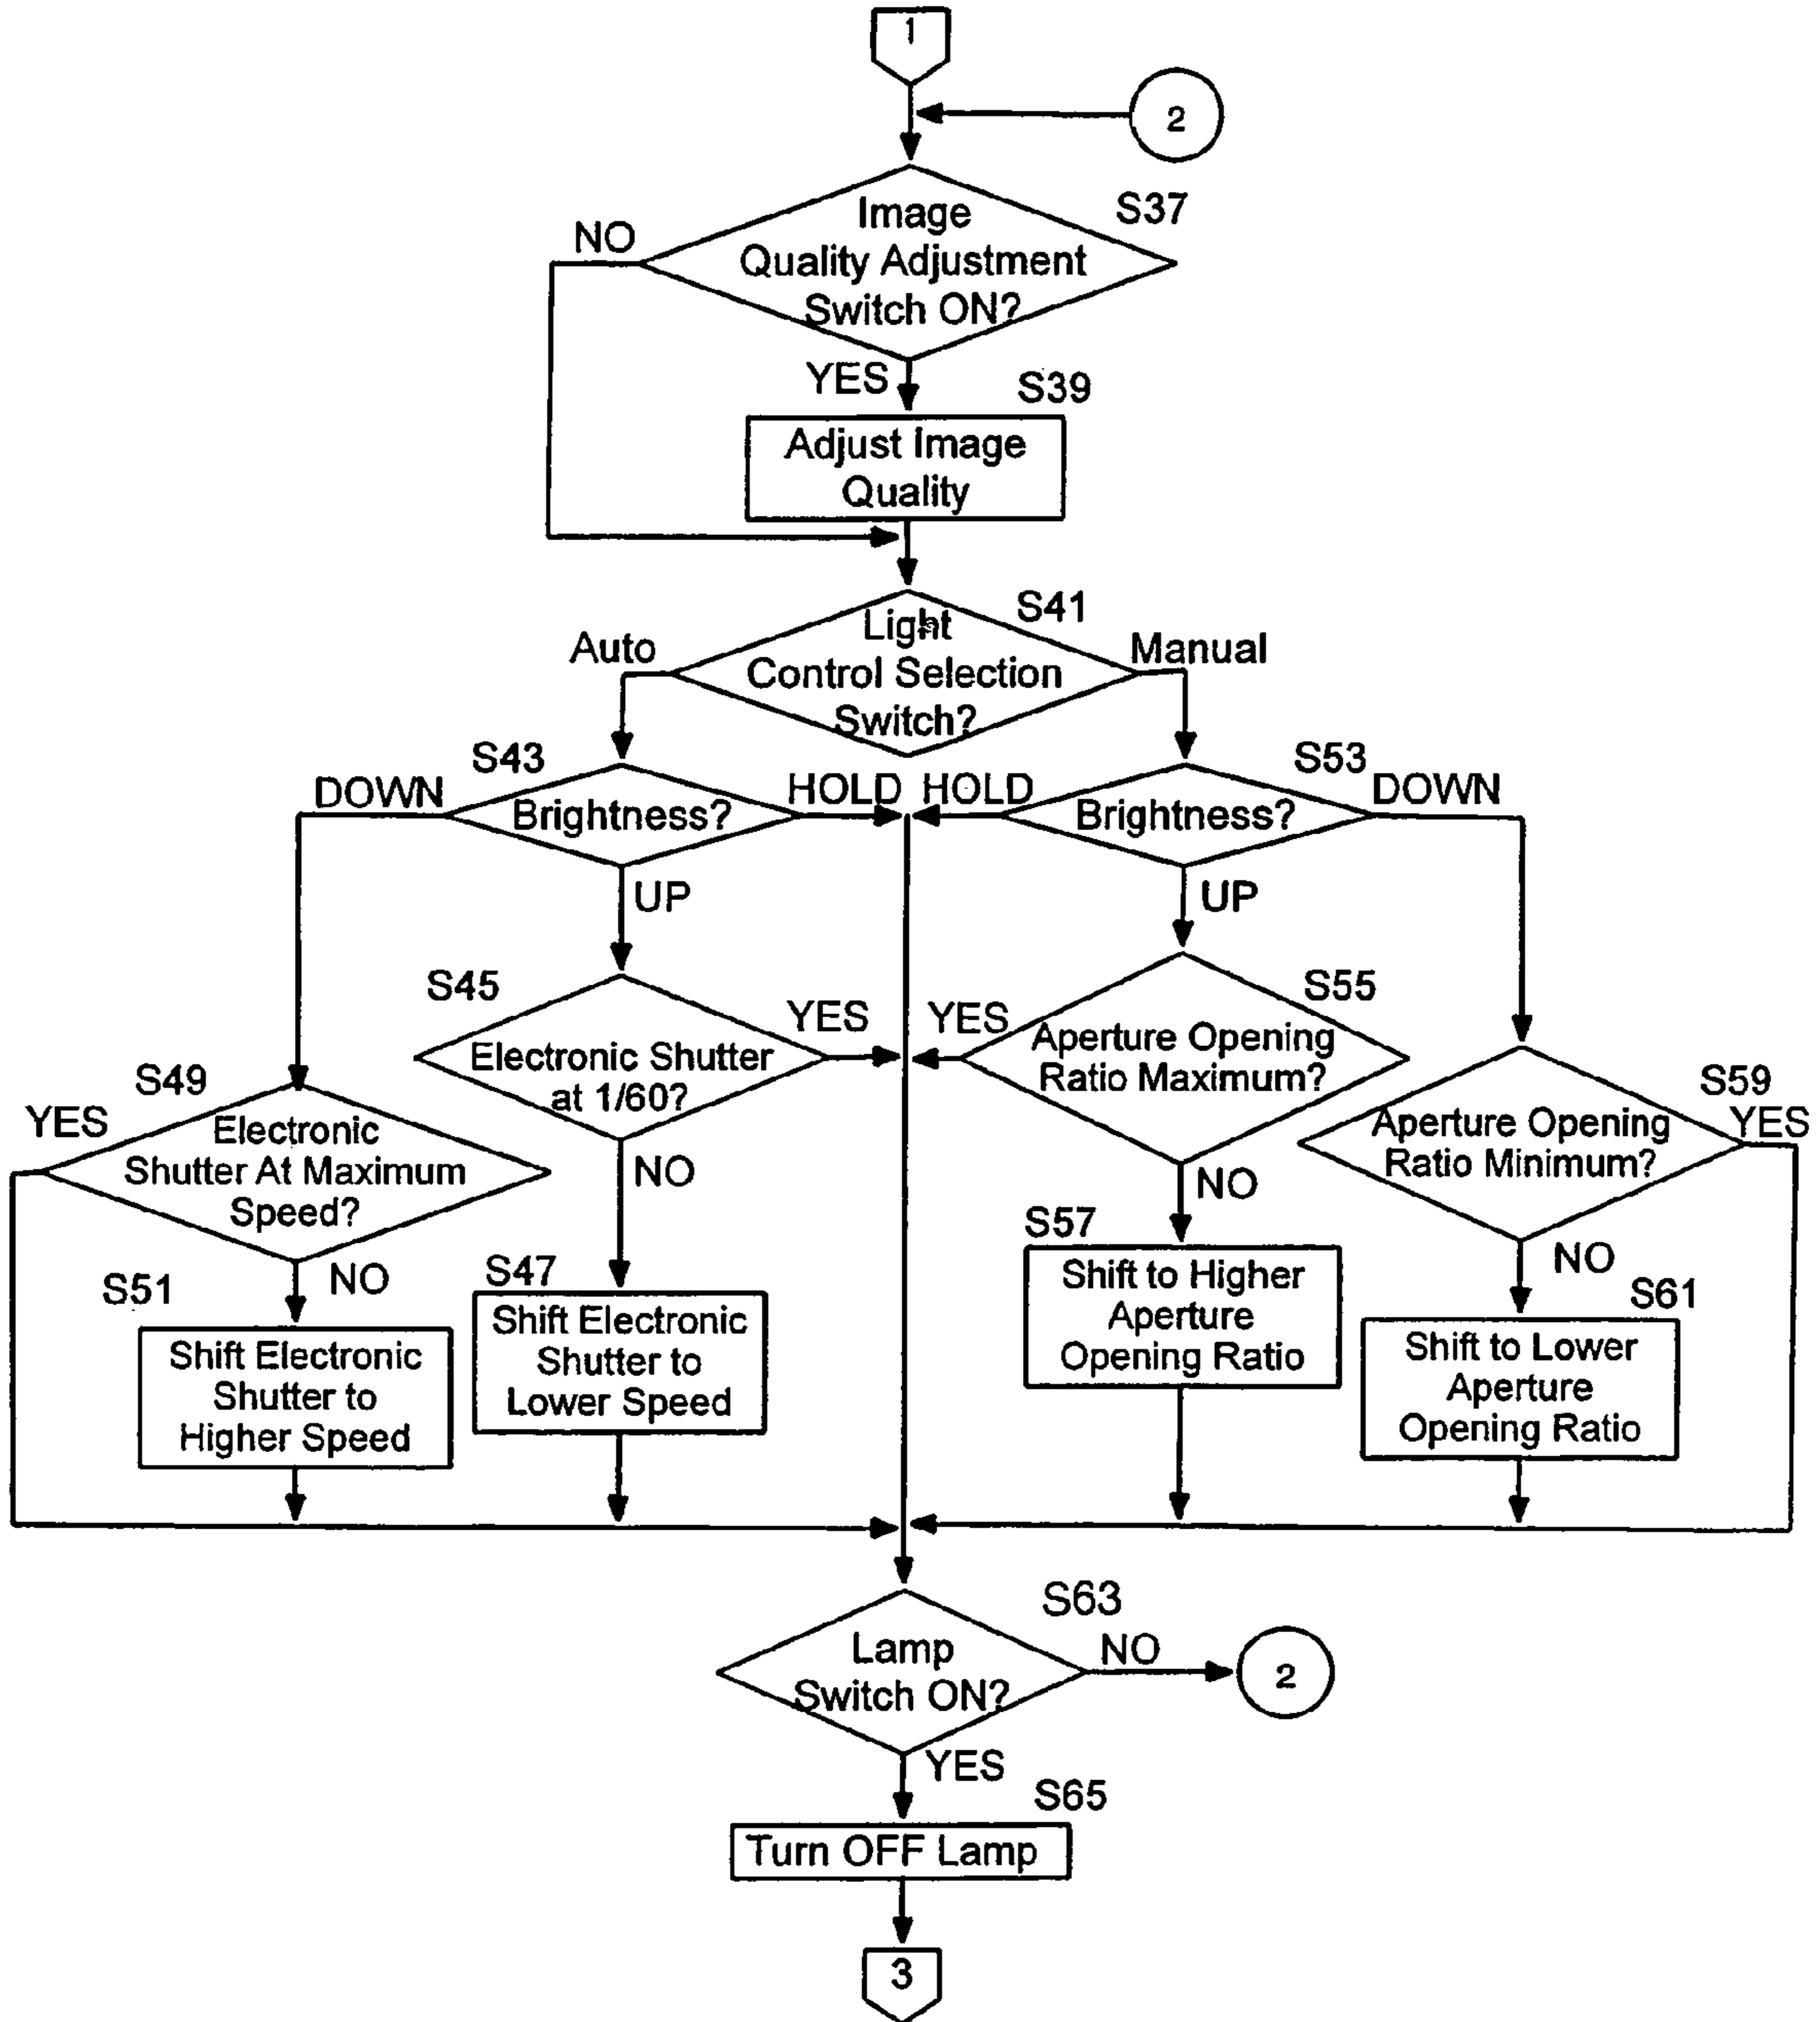 1
2
S37
Image
Quality Adjustment
Switch ON?
NO
YES
S39
Adjust Image
Quality
S41
Light
Control Selection
Switch?
Auto
Manual
S43
Brightness?
DOWN
HOLD
UP
S53
Brightness?
HOLD
DOWN
UP
S45
Electronic Shutter
at 1/60?
YES
NO
S55
Aperture Opening
Ratio Maximum?
YES
NO
S49
Electronic
Shutter At Maximum
Speed?
YES
NO
S59
Aperture Opening
Ratio Minimum?
YES
NO
S51
Shift Electronic
Shutter to
Higher Speed
S47
Shift Electronic
Shutter to
Lower Speed
S57
Shift to Higher
Aperture
Opening Ratio
S61
Shift to Lower
Aperture
Opening Ratio
S63
Lamp
Switch ON?
NO
2
YES
S65
Turn OFF Lamp
3